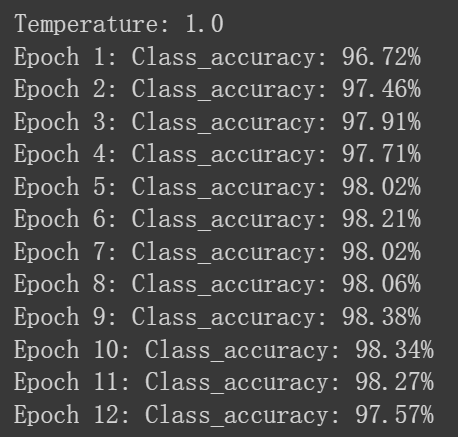 Temperature: 1.0
Epoch 1: Class_accuracy: 96.72%
Epoch 2: Class_accuracy: 97.46%
Epoch 3: Class_accuracy: 97.91%
Epoch 4: Class_accuracy: 97.71%
Epoch 5: Class_accuracy: 98.02%
Epoch 6: Class_accuracy: 98.21%
Epoch 7: Class_accuracy: 98.02%
Epoch 8: Class_accuracy: 98.06%
Epoch 9: Class_accuracy: 98.38%
Epoch 10: Class_accuracy: 98.34%
Epoch 11: Class_accuracy: 98.27%
Epoch 12: Class_accuracy: 97.57%